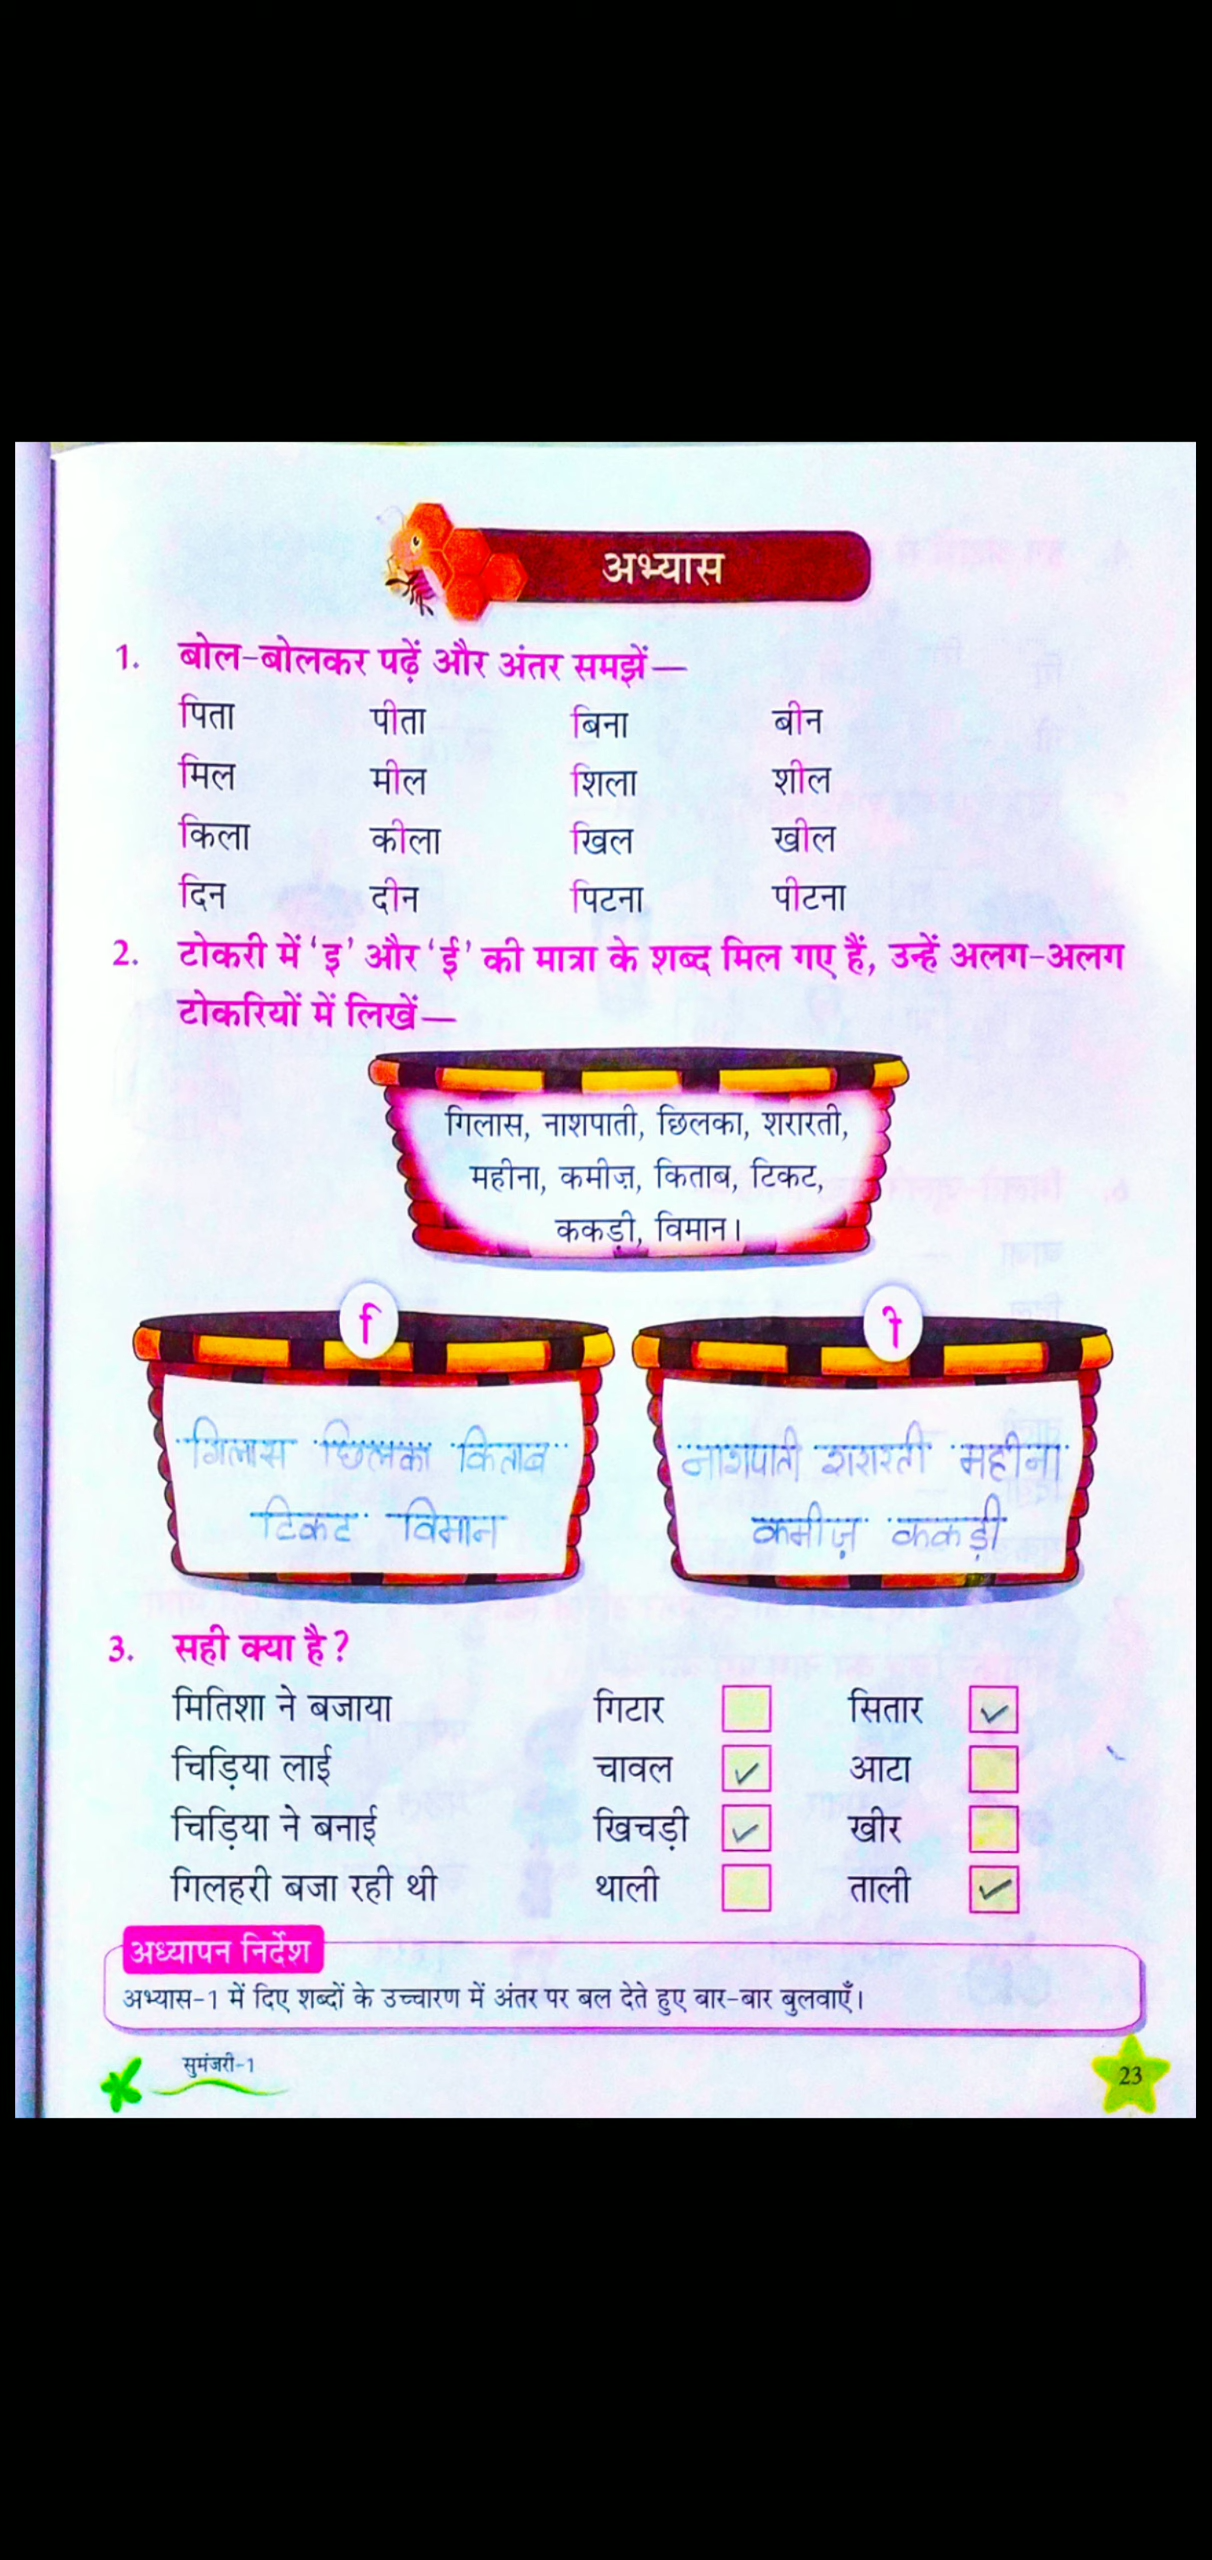 अभ्यास
1. बोल-बोलकर पढ़ें और अंतर समझें—
पिता पीता बिना बीन
मिल मील शिला शील
किला कीला खिल खील
दिन दीन पिटना पीटना
2. टोकरी में ‘इ’ और ‘ई’ की मात्रा के शब्द मिल गए हैं, उन्हें अलग-अलग
टोकरियों में लिखें—
गिलास, नाशपाती, छिलका, शरारती,
महीना, कमीज़, किताब, टिकट,
ककड़ी, विमान।
ि ी
गिलास छिलका किताब नाशपाती शरारती महीना
टिकट विमान कमीज़ ककड़ी
3. सही क्या है?
मितिशा ने बजाया गिटार सितार ✓
चिड़िया लाई चावल ✓ आटा
चिड़िया ने बनाई खिचड़ी ✓ खीर
गिलहरी बजा रही थी थाली ताली ✓
अध्यापन निर्देश
अभ्यास-1 में दिए शब्दों के उच्चारण में अंतर पर बल देते हुए बार-बार बुलवाएँ।
सुमंजरी-1
23